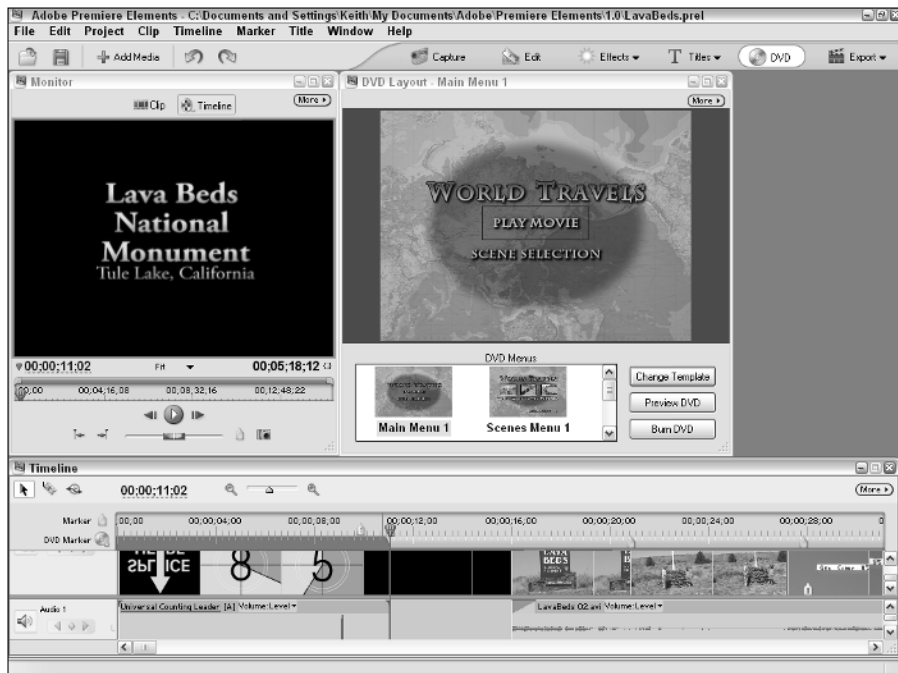 Adobe Premiere Elements - C:\Documents and Settings\Keith\My Documents\Adobe\Premiere Elements\1.0\LavaBeds.prel
File Edit Project Clip Timeline Marker Title Window Help
Add Media Capture Edit Effects T Titles DVD Export
Monitor
Clip Timeline More
Lava Beds
National
Monument
Tule Lake, California
00;00;11;02 Fit 00;05;18;12
00;00 00;04;16;08 00;08;32;16 00;12;48;22
DVD Layout - Main Menu 1
More
WORLD TRAVELS
PLAY MOVIE
SCENE SELECTION
DVD Menus
Main Menu 1 Scenes Menu 1
Change Template
Preview DVD
Burn DVD
Timeline
00;00;11;02 More
Marker ;00;00 00;00;04;00 00;00;08;00 00;00;12;00 00;00;16;00 00;00;20;00 00;00;24;00 00;00;28;00 0
DVD Marker
8 5 LAVA BEDS
Audio 1 Universal Counting Leader [A] Volume:Level LavaBeds 02.avi Volume:Level